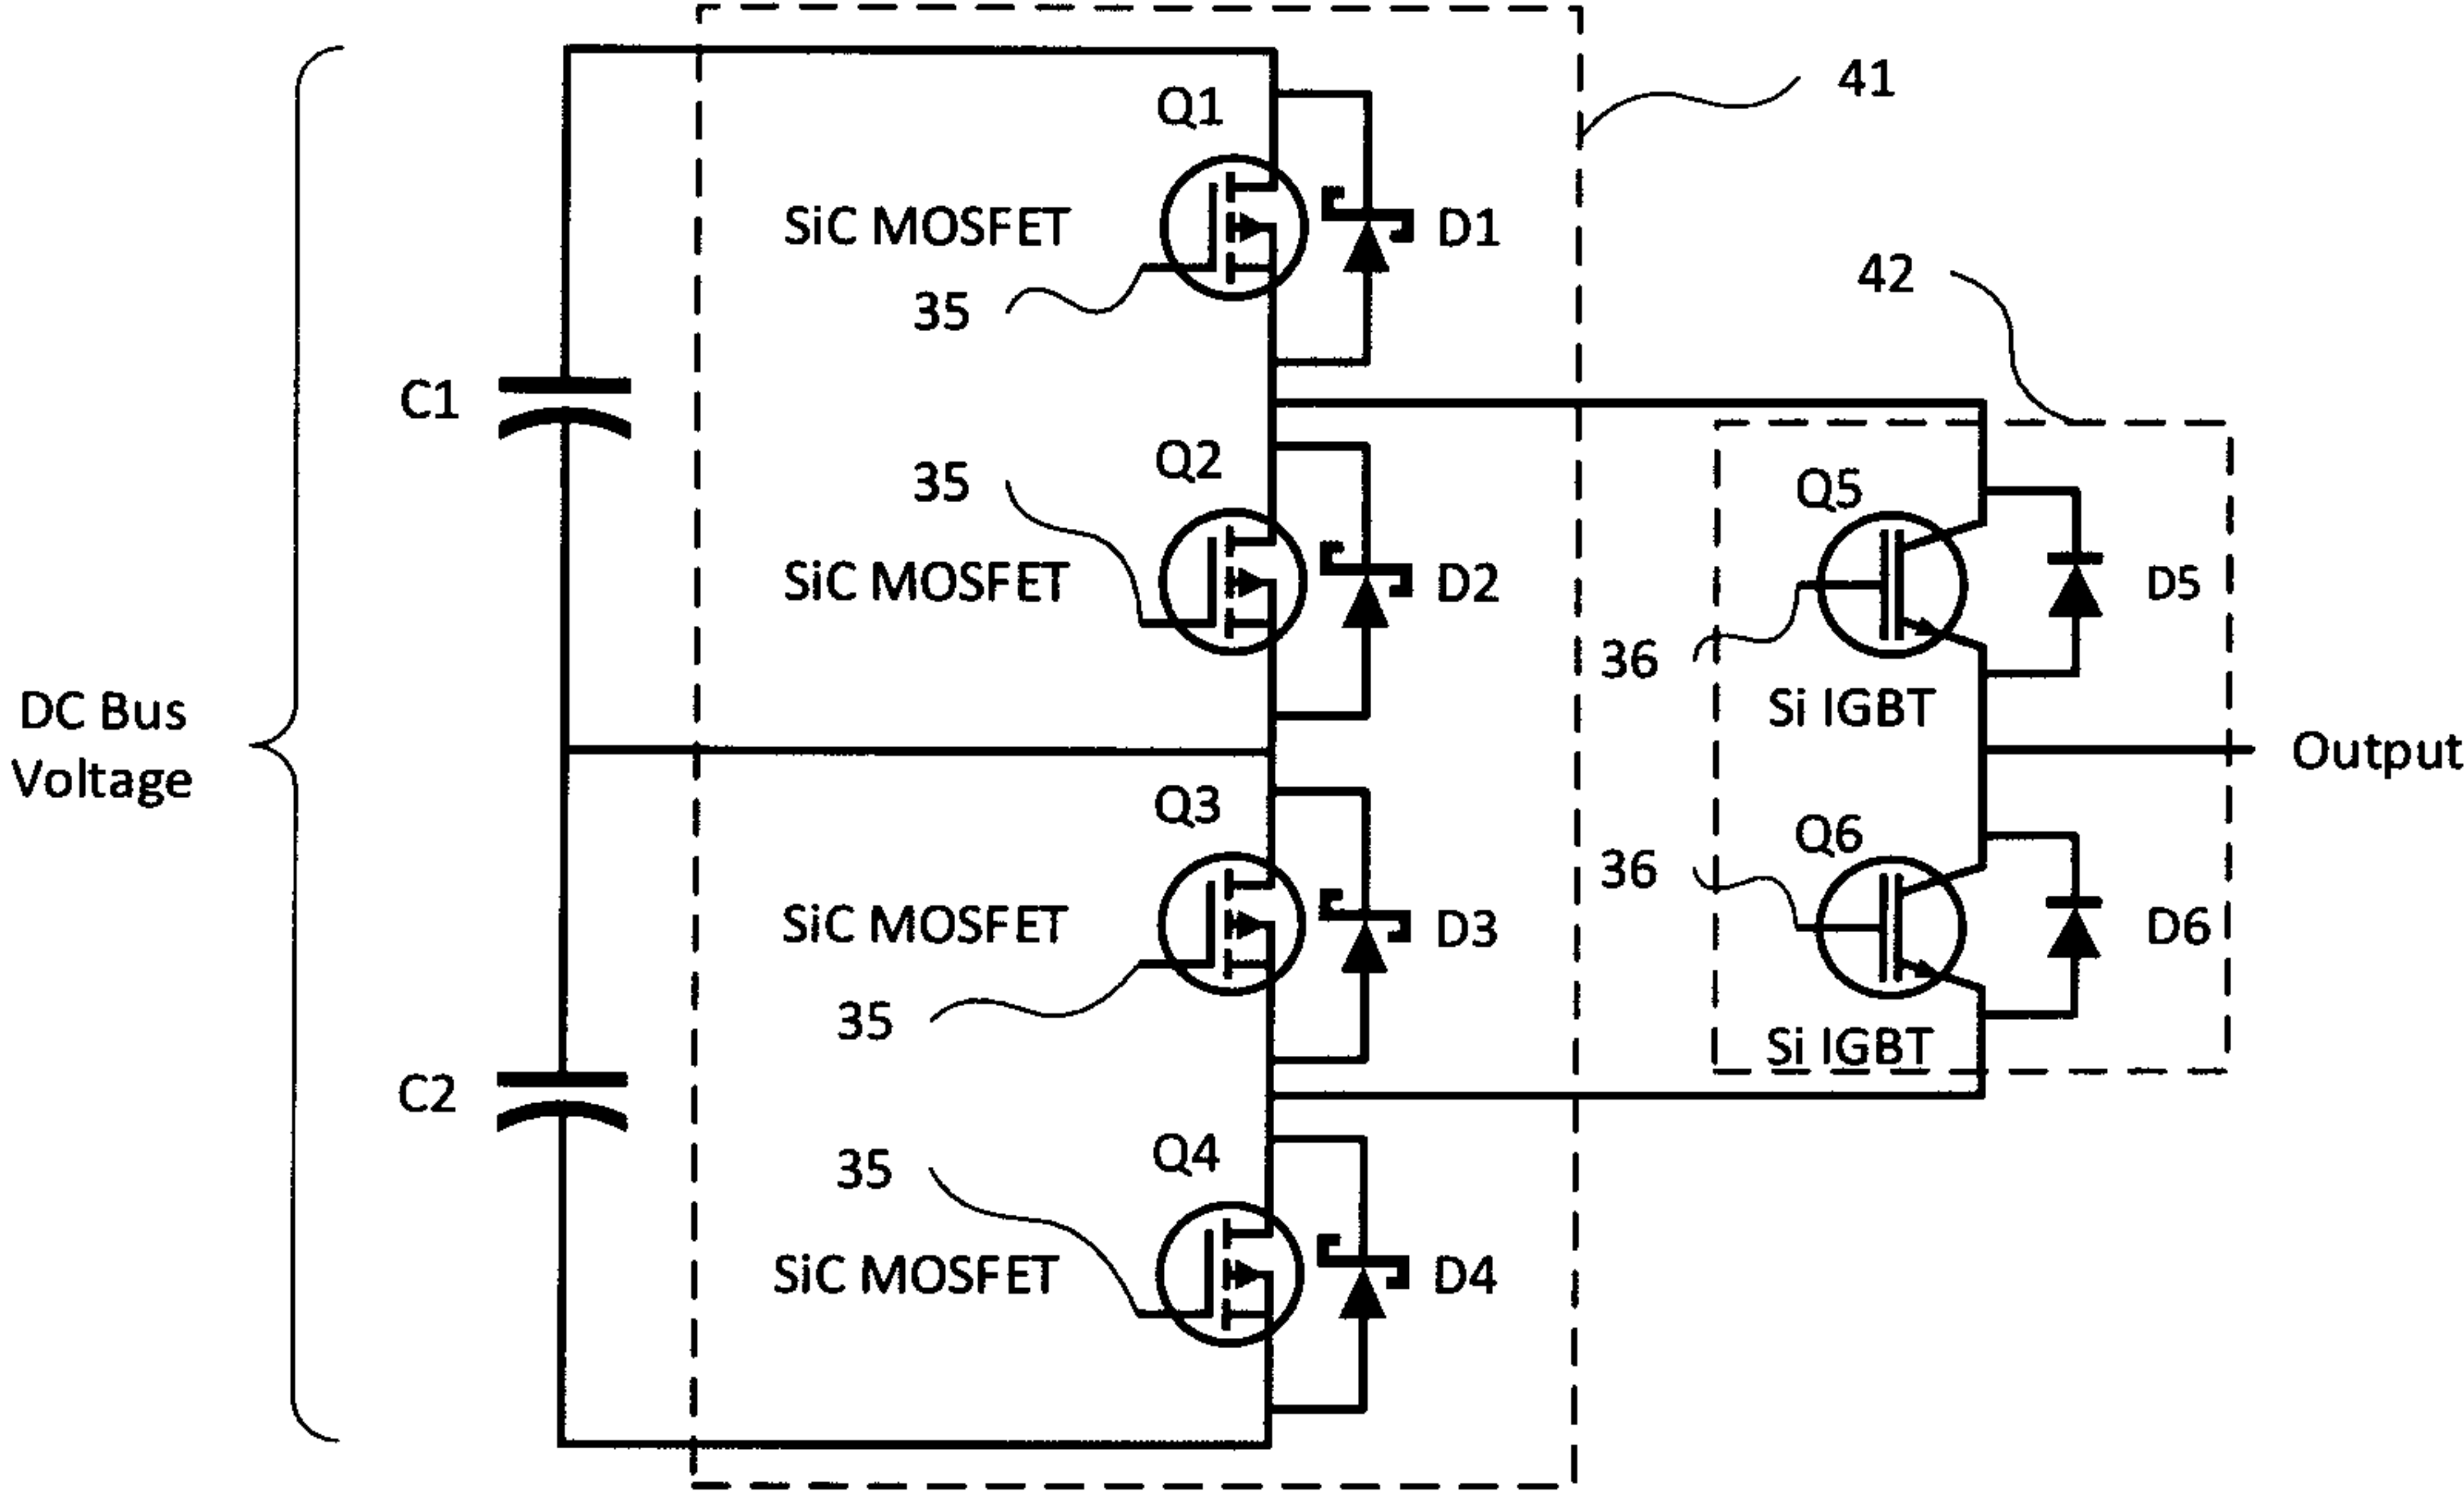 41
Q1
SiC MOSFET
D1
35
42
C1
Q2
35
SiC MOSFET
D2
Q5
D5
36
Si IGBT
DC Bus
Voltage
Output
Q3
SiC MOSFET
D3
35
Q6
36
D6
Si IGBT
C2
Q4
35
SiC MOSFET
D4